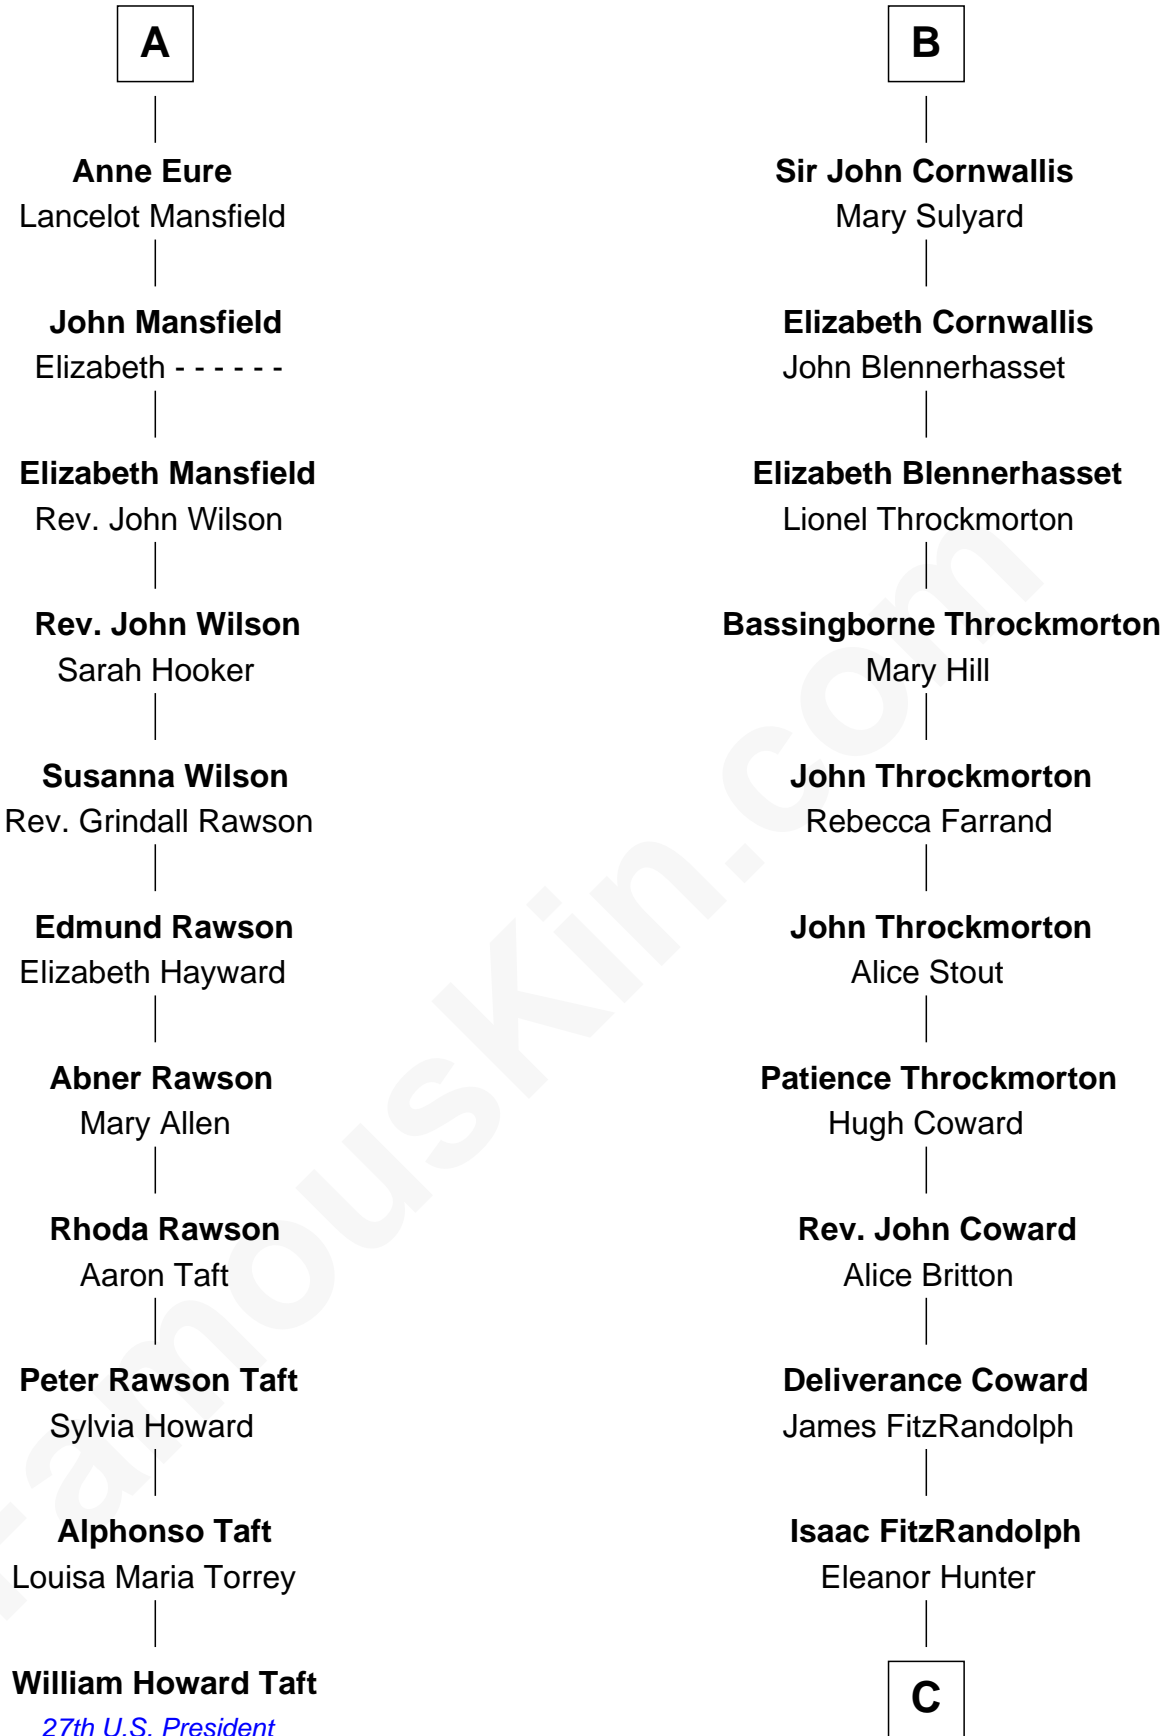 A
Anne Eure
Lancelot Mansfield
John Mansfield
Elizabeth - - - - - -
Elizabeth Mansfield
Rev. John Wilson
Rev. John Wilson
Sarah Hooker
Susanna Wilson
Rev. Grindall Rawson
Edmund Rawson
Elizabeth Hayward
Abner Rawson
Mary Allen
Rhoda Rawson
Aaron Taft
Peter Rawson Taft
Sylvia Howard
Alphonso Taft
Louisa Maria Torrey
William Howard Taft
27th U.S. President
B
Sir John Cornwallis
Mary Sulyard
Elizabeth Cornwallis
John Blennerhasset
Elizabeth Blennerhasset
Lionel Throckmorton
Bassingborne Throckmorton
Mary Hill
John Throckmorton
Rebecca Farrand
John Throckmorton
Alice Stout
Patience Throckmorton
Hugh Coward
Rev. John Coward
Alice Britton
Deliverance Coward
James FitzRandolph
Isaac FitzRandolph
Eleanor Hunter
C
FamousKin.com